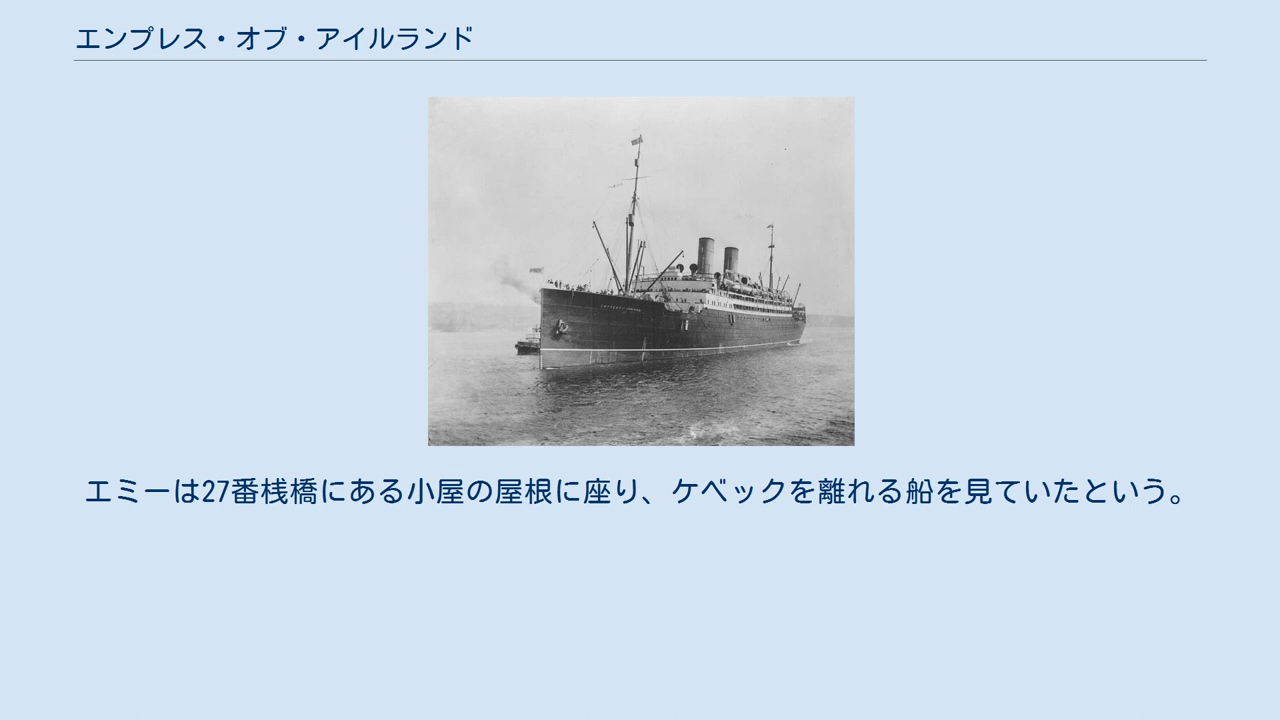 エンプレス・オブ・アイルランド
エミーは27番桟橋にある小屋の屋根に座り、ケベックを離れる船を見ていたという。